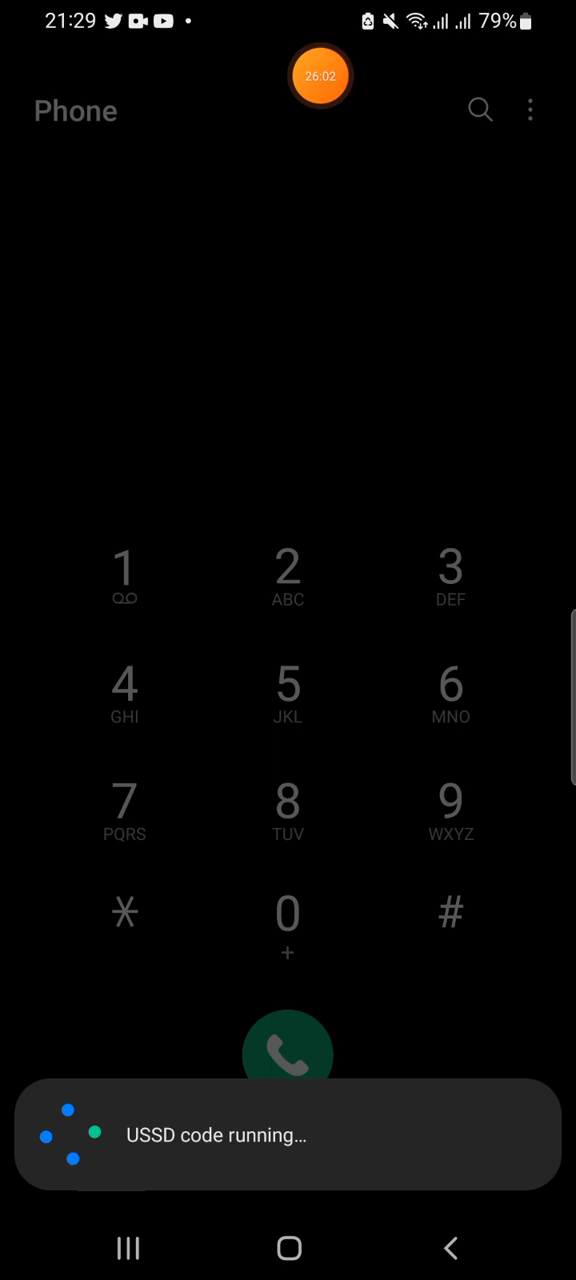 21:29
79%
26:02
Phone
1
2
ABC
3
DEF
4
GHI
5
JKL
6
MNO
7
PQRS
8
TUV
9
WXYZ
*
0
+
#
USSD code running...